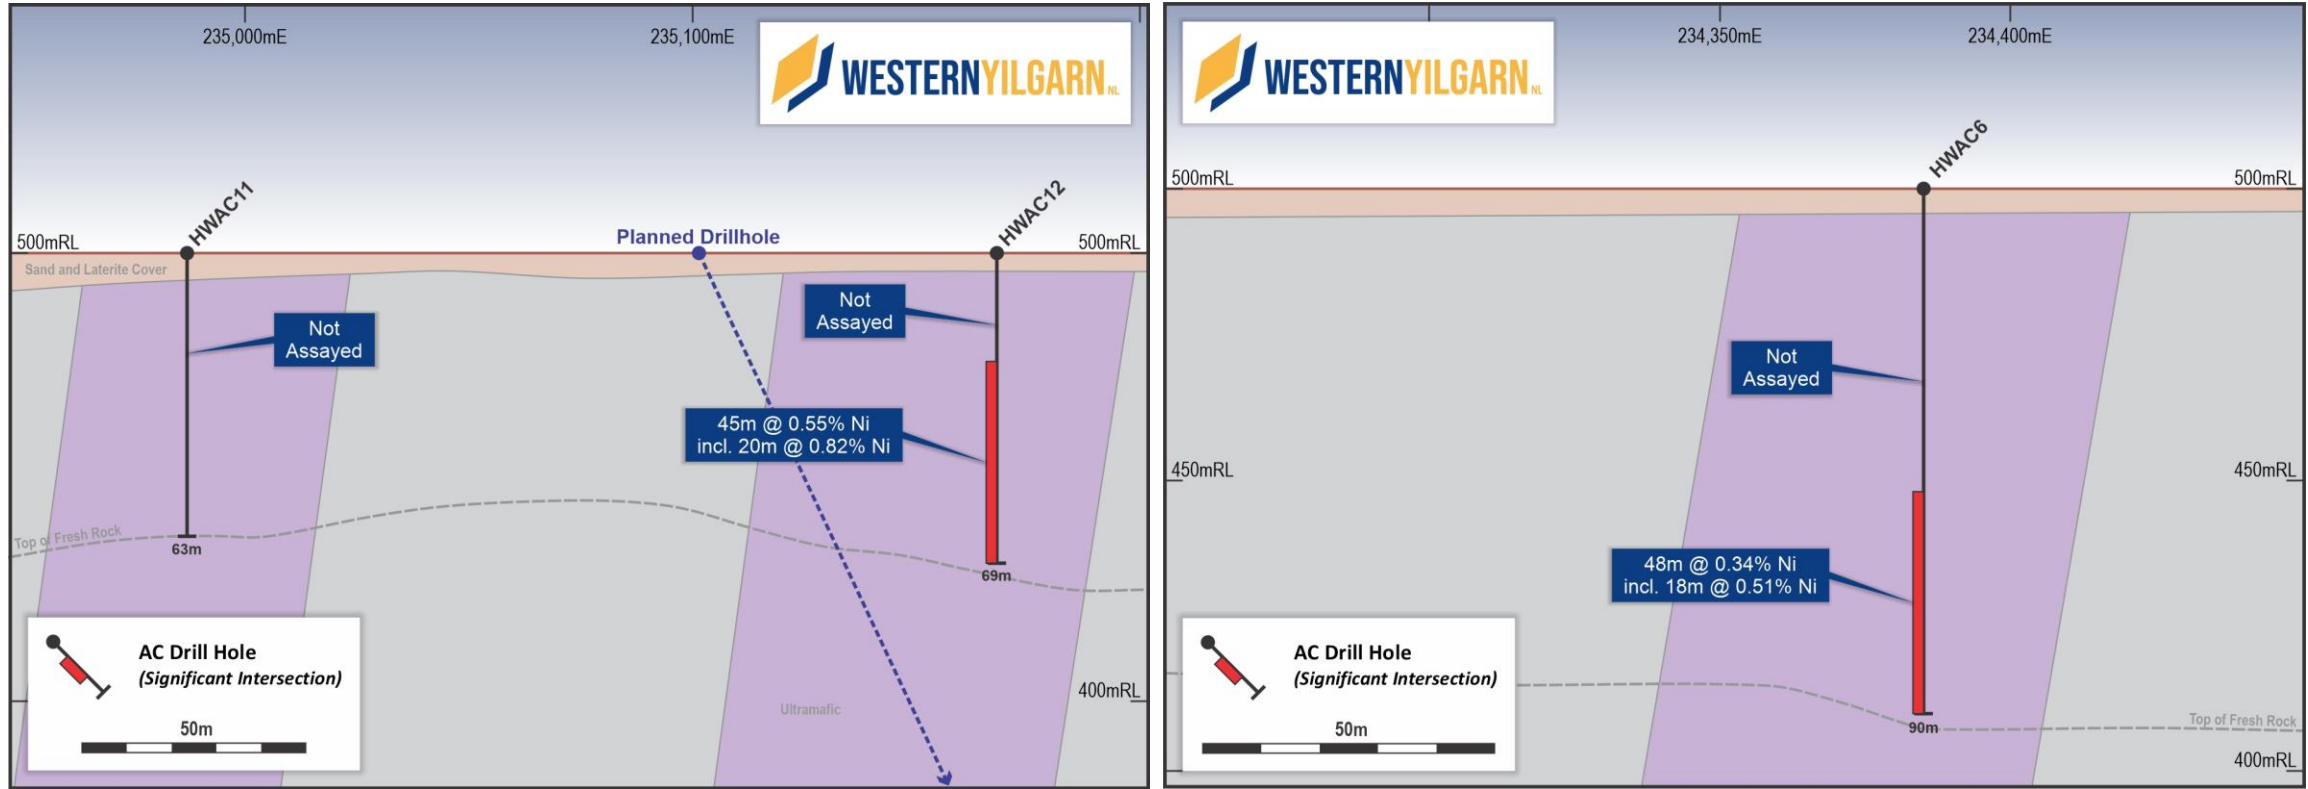 235,000mE
235,100mE
WESTERNYILGARN NL
HWAC11
HWAC12
Planned Drillhole
500mRL
500mRL
Sand and Laterite Cover
Not
Assayed
Not
Assayed
45m @ 0.55% Ni
incl. 20m @ 0.82% Ni
Top of Fresh Rock
63m
69m
AC Drill Hole
(Significant Intersection)
50m
Ultramafic
400mRL
234,350mE
234,400mE
WESTERNYILGARN NL
HWAC6
500mRL
500mRL
Not
Assayed
450mRL
450mRL
48m @ 0.34% Ni
incl. 18m @ 0.51% Ni
AC Drill Hole
(Significant Intersection)
50m
90m
Top of Fresh Rock
400mRL